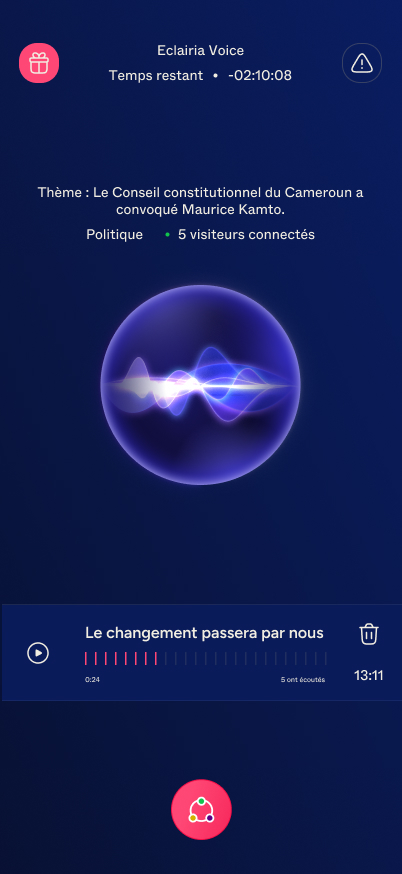 Eclairia Voice
Temps restant • -02:10:08
Thème : Le Conseil constitutionnel du Cameroun a
convoqué Maurice Kamto.
Politique • 5 visiteurs connectés
Le changement passera par nous
0:24
5 ont écoutés
13:11